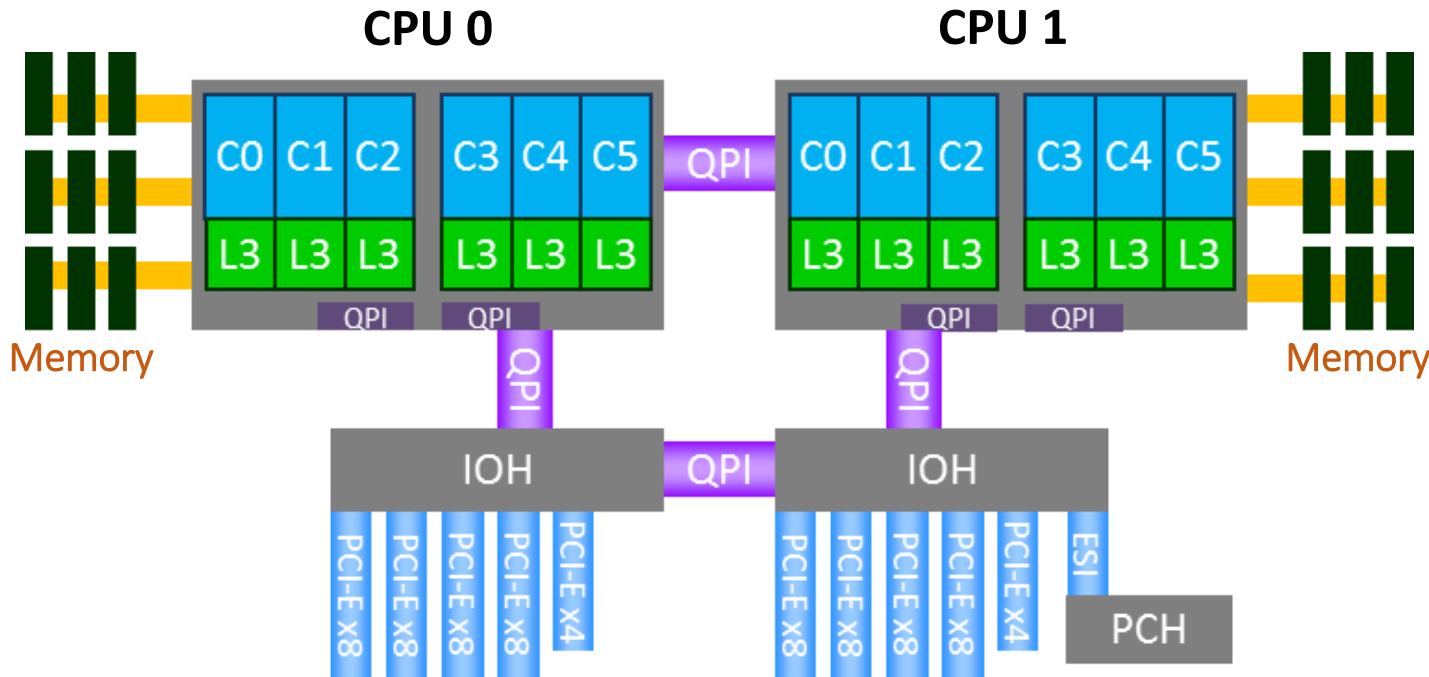 CPU 0
CPU 1
C0 C1 C2 C3 C4 C5
QPI
C0 C1 C2 C3 C4 C5
L3 L3 L3 L3 L3 L3
L3 L3 L3 L3 L3 L3
QPI QPI
QPI QPI
Memory
Memory
QPI
QPI
IOH
QPI
IOH
PCI-E x8
PCI-E x8
PCI-E x8
PCI-E x8
PCI-E x4
PCI-E x8
PCI-E x8
PCI-E x8
PCI-E x8
PCI-E x4
ESI
PCH